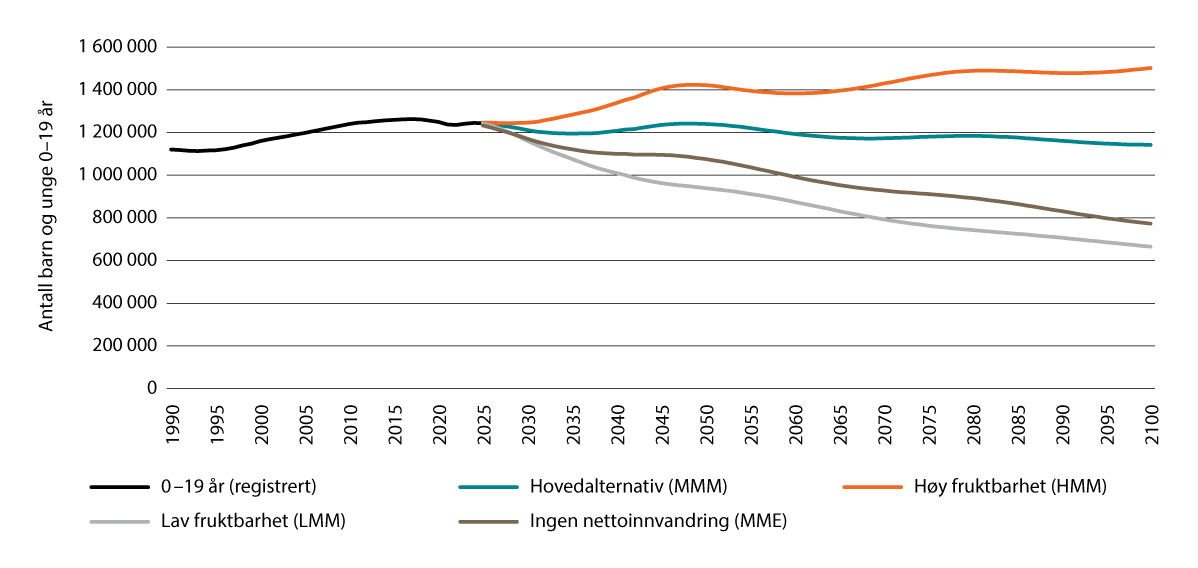 Antall barn og unge 0–19 år
1 600 000
1 400 000
1 200 000
1 000 000
800 000
600 000
400 000
200 000
0
1990
1995
2000
2005
2010
2015
2020
2025
2030
2035
2040
2045
2050
2055
2060
2065
2070
2075
2080
2085
2090
2095
2100
0–19 år (registrert)
Hovedalternativ (MMM)
Høy fruktbarhet (HMM)
Lav fruktbarhet (LMM)
Ingen nettoinnvandring (MME)